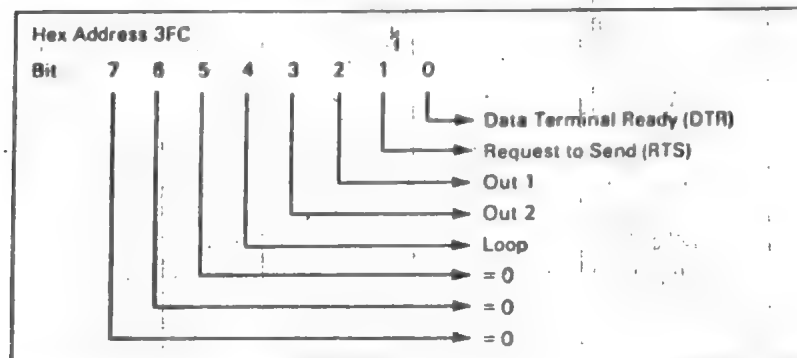 Hex Address 3FC
Bit 7 6 5 4 3 2 1 0
Data Terminal Ready (DTR)
Request to Send (RTS)
Out 1
Out 2
Loop
= 0
= 0
= 0